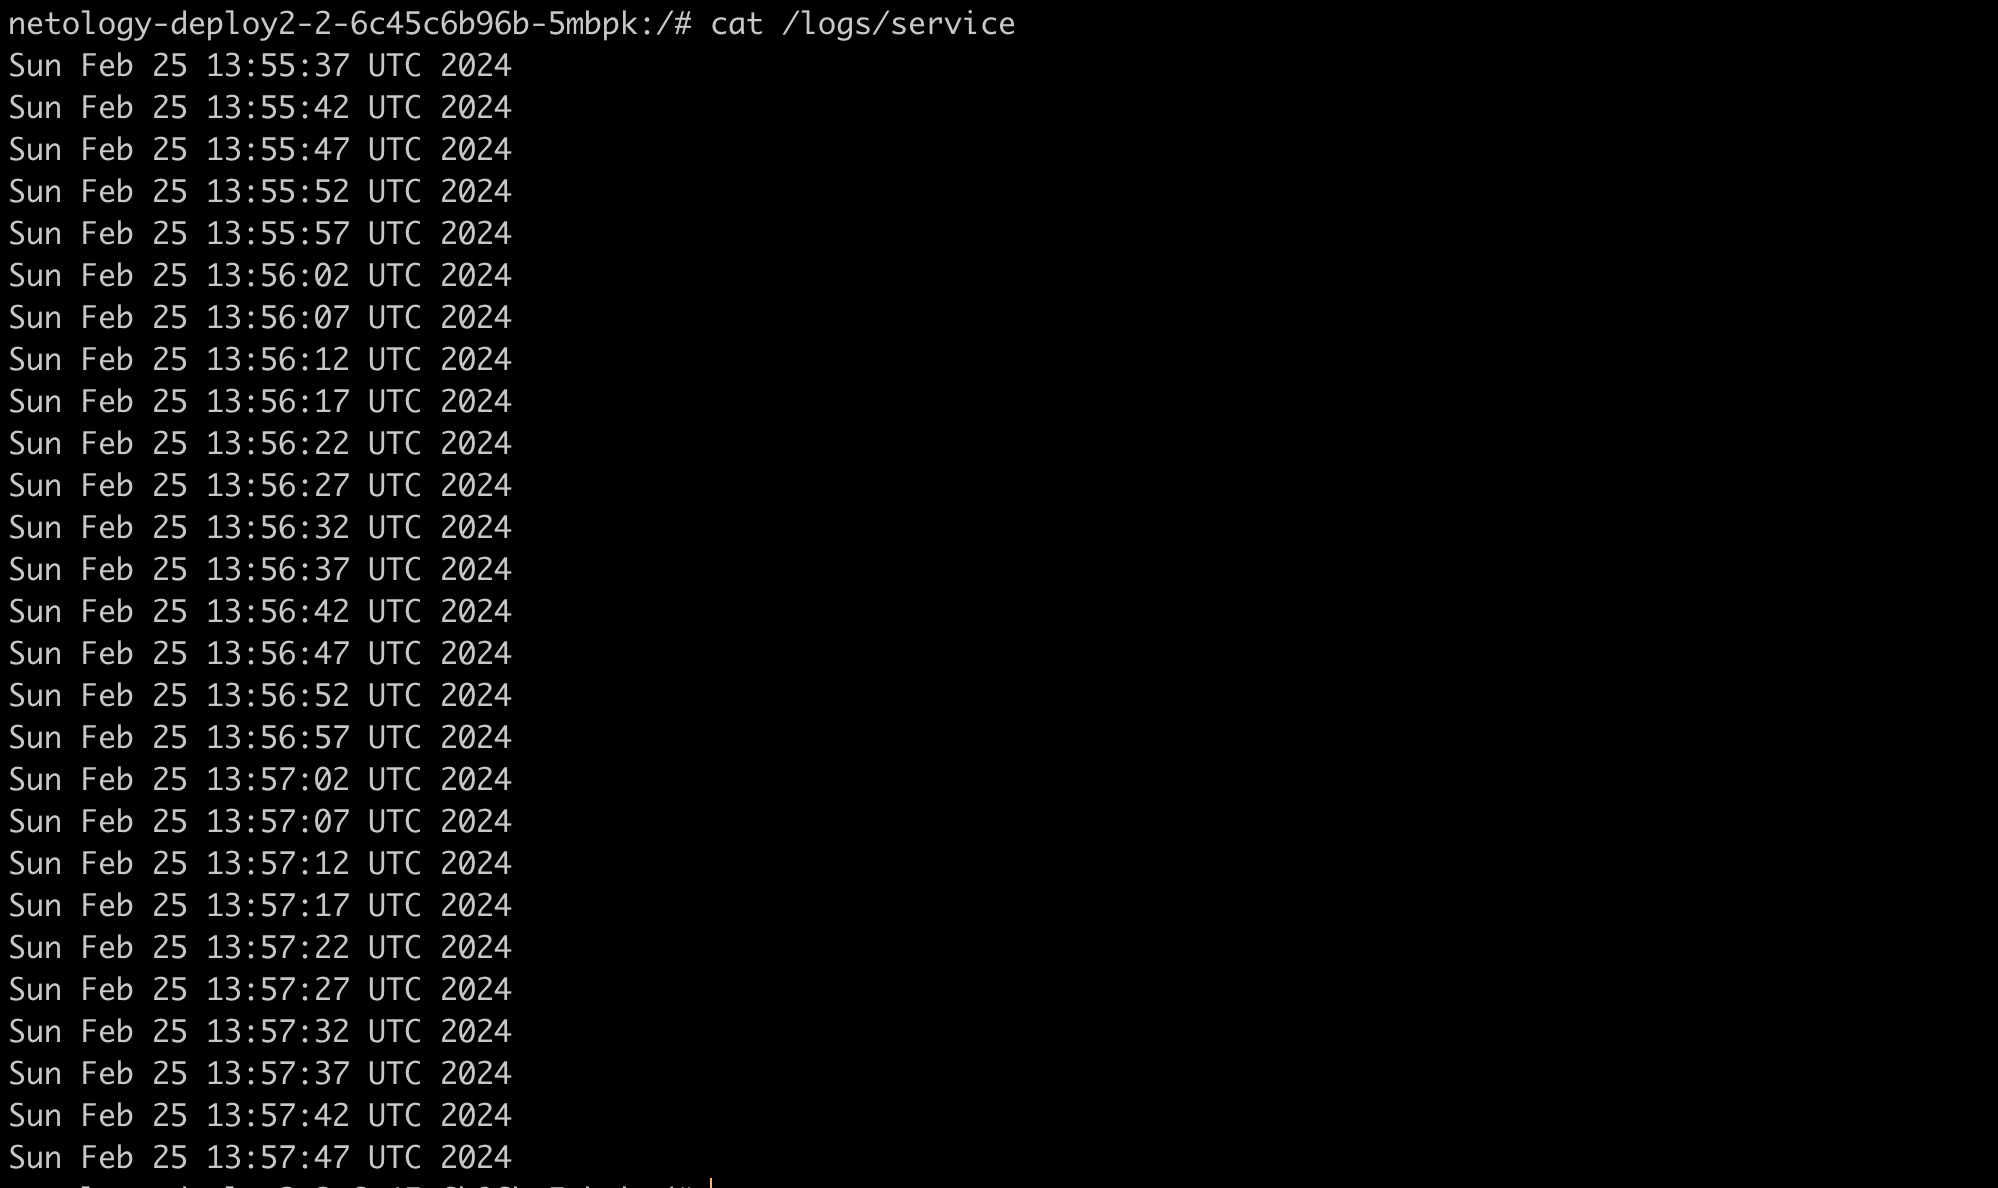 netology-deploy2-2-6c45c6b96b-5mbpk:/# cat /logs/service
Sun Feb 25 13:55:37 UTC 2024
Sun Feb 25 13:55:42 UTC 2024
Sun Feb 25 13:55:47 UTC 2024
Sun Feb 25 13:55:52 UTC 2024
Sun Feb 25 13:55:57 UTC 2024
Sun Feb 25 13:56:02 UTC 2024
Sun Feb 25 13:56:07 UTC 2024
Sun Feb 25 13:56:12 UTC 2024
Sun Feb 25 13:56:17 UTC 2024
Sun Feb 25 13:56:22 UTC 2024
Sun Feb 25 13:56:27 UTC 2024
Sun Feb 25 13:56:32 UTC 2024
Sun Feb 25 13:56:37 UTC 2024
Sun Feb 25 13:56:42 UTC 2024
Sun Feb 25 13:56:47 UTC 2024
Sun Feb 25 13:56:52 UTC 2024
Sun Feb 25 13:56:57 UTC 2024
Sun Feb 25 13:57:02 UTC 2024
Sun Feb 25 13:57:07 UTC 2024
Sun Feb 25 13:57:12 UTC 2024
Sun Feb 25 13:57:17 UTC 2024
Sun Feb 25 13:57:22 UTC 2024
Sun Feb 25 13:57:27 UTC 2024
Sun Feb 25 13:57:32 UTC 2024
Sun Feb 25 13:57:37 UTC 2024
Sun Feb 25 13:57:42 UTC 2024
Sun Feb 25 13:57:47 UTC 2024